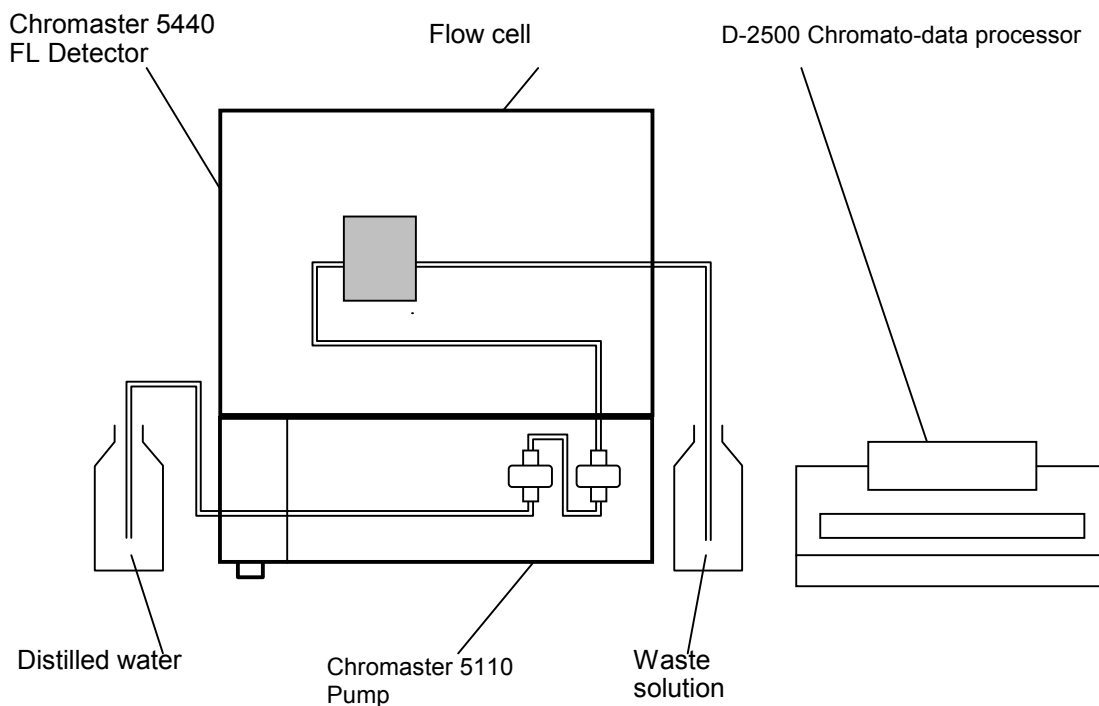 Chromaster 5440
FL Detector
Flow cell
D-2500 Chromato-data processor
Distilled water
Chromaster 5110
Pump
Waste
solution